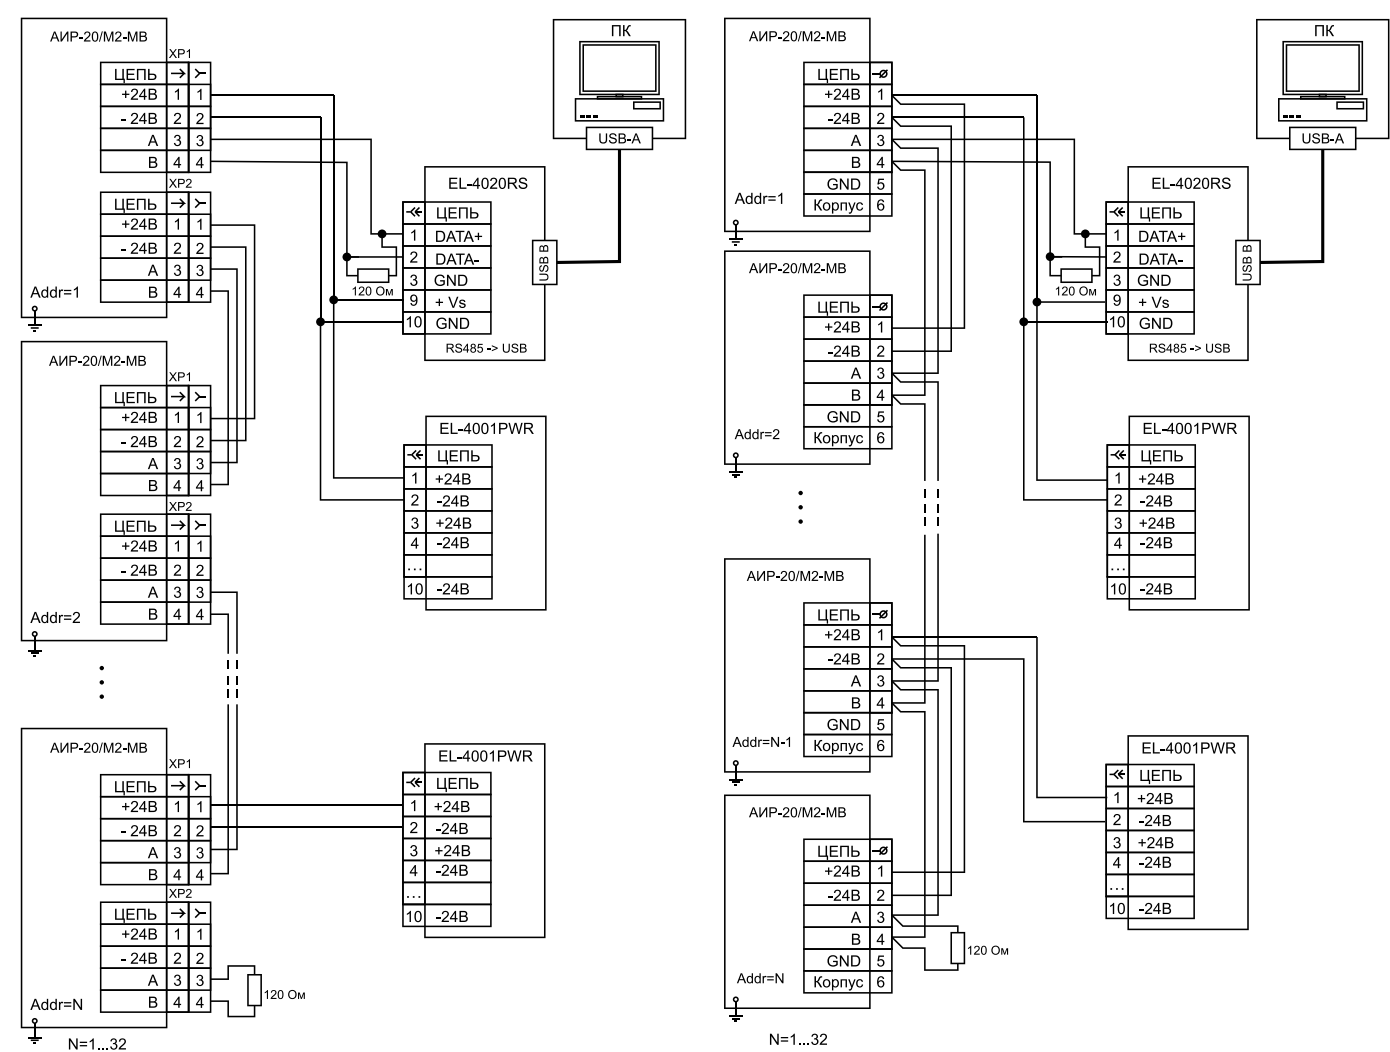 АИР-20/М2-МВ
XP1
ЦЕПЬ
+24В 1 1
- 24В 2 2
А 3 3
В 4 4
XP2
ЦЕПЬ
+24В 1 1
- 24В 2 2
А 3 3
В 4 4
Addr=1
АИР-20/М2-МВ
XP1
ЦЕПЬ
+24В 1 1
- 24В 2 2
А 3 3
В 4 4
XP2
ЦЕПЬ
+24В 1 1
- 24В 2 2
А 3 3
В 4 4
Addr=2
АИР-20/М2-МВ
XP1
ЦЕПЬ
+24В 1 1
- 24В 2 2
А 3 3
В 4 4
XP2
ЦЕПЬ
+24В 1 1
- 24В 2 2
А 3 3
В 4 4
120 Ом
Addr=N
N=1...32
ПК
USB-A
EL-4020RS
ЦЕПЬ
1 DATA+
2 DATA-
3 GND
9 + Vs
10 GND
USB B
120 Ом
RS485 -> USB
EL-4001PWR
ЦЕПЬ
1 +24В
2 -24В
3 +24В
4 -24В
...
10 -24В
EL-4001PWR
ЦЕПЬ
1 +24В
2 -24В
3 +24В
4 -24В
...
10 -24В
АИР-20/М2-МВ
ЦЕПЬ
+24В 1
-24В 2
А 3
В 4
GND 5
Корпус 6
Addr=1
АИР-20/М2-МВ
ЦЕПЬ
+24В 1
-24В 2
А 3
В 4
GND 5
Корпус 6
Addr=2
АИР-20/М2-МВ
ЦЕПЬ
+24В 1
-24В 2
А 3
В 4
GND 5
Корпус 6
Addr=N-1
АИР-20/М2-МВ
ЦЕПЬ
+24В 1
-24В 2
А 3
В 4
GND 5
Корпус 6
120 Ом
Addr=N
N=1...32
ПК
USB-A
EL-4020RS
ЦЕПЬ
1 DATA+
2 DATA-
3 GND
9 + Vs
10 GND
USB B
120 Ом
RS485 -> USB
EL-4001PWR
ЦЕПЬ
1 +24В
2 -24В
3 +24В
4 -24В
...
10 -24В
EL-4001PWR
ЦЕПЬ
1 +24В
2 -24В
3 +24В
4 -24В
...
10 -24В